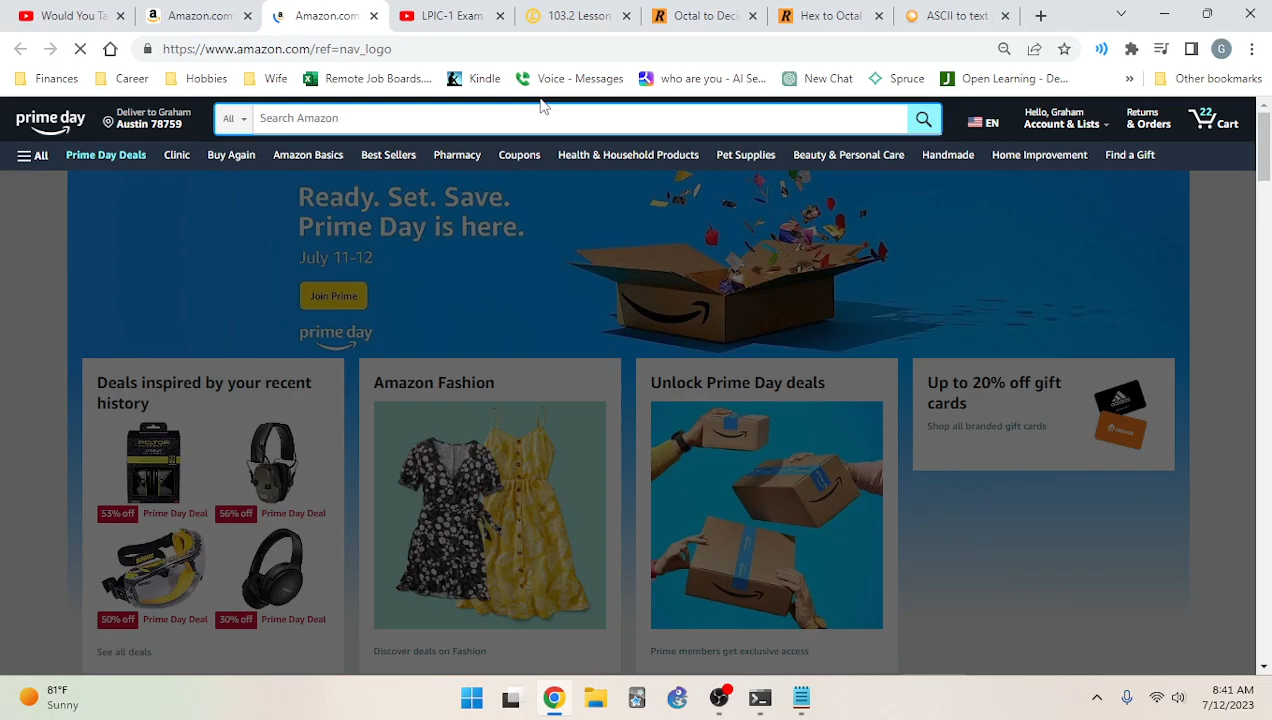 Would You Ta
Amazon.com:
Amazon.com
LPIC-1 Exam
103.2 Lesson
Octal to Dec
Hex to Octal
ASCII to text
https://www.amazon.com/ref=nav_logo
G
Finances
Career
Hobbies
Wife
Remote Job Boards....
Kindle
Voice - Messages
who are you - AI Se...
New Chat
Spruce
Open Learning - De...
Other bookmarks
prime day
Deliver to Graham
Austin 78759
All
Search Amazon
EN
Hello, Graham
Account & Lists
Returns
& Orders
22
Cart
All
Prime Day Deals
Clinic
Buy Again
Amazon Basics
Best Sellers
Pharmacy
Coupons
Health & Household Products
Pet Supplies
Beauty & Personal Care
Handmade
Home Improvement
Find a Gift
Ready. Set. Save.
Prime Day is here.
July 11-12
Join Prime
prime day
Deals inspired by your recent
history
53% off Prime Day Deal
56% off Prime Day Deal
50% off Prime Day Deal
30% off Prime Day Deal
See all deals
Amazon Fashion
Discover deals on Fashion
Unlock Prime Day deals
Prime members get exclusive access
Up to 20% off gift
cards
Shop all branded gift cards
81°F
Sunny
8:41 AM
7/12/2023